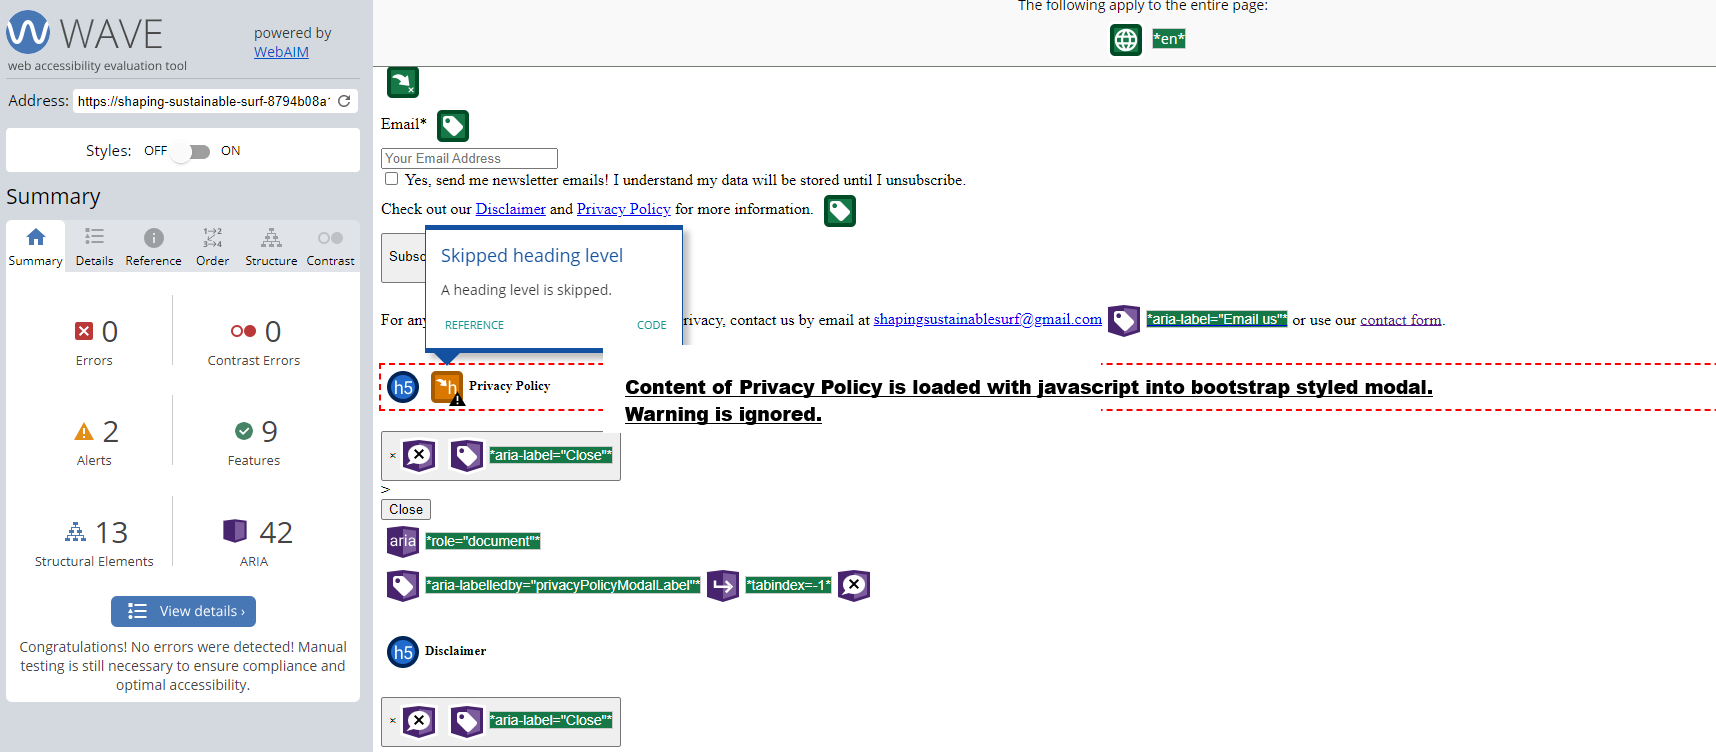 WAVE
powered by
WebAIM
web accessibility evaluation tool
Address: https://shaping-sustainable-surf-8794b08a1
Styles: OFF ON
Summary
Summary Details Reference Order Structure Contrast
0
Errors
0
Contrast Errors
2
Alerts
9
Features
13
Structural Elements
42
ARIA
View details ›
Congratulations! No errors were detected! Manual
testing is still necessary to ensure compliance and
optimal accessibility.
The following apply to the entire page:
*en*
Email*
Your Email Address
Yes, send me newsletter emails! I understand my data will be stored until I unsubscribe.
Check out our Disclaimer and Privacy Policy for more information.
Subsc
Skipped heading level
A heading level is skipped.
REFERENCE CODE
For any rivacy, contact us by email at shapingsustainablesurf@gmail.com *aria-label="Email us"* or use our contact form.
h5 h Privacy Policy
Content of Privacy Policy is loaded with javascript into bootstrap styled modal.
Warning is ignored.
× *aria-label="Close"*
>
Close
aria *role="document"*
*aria-labelledby="privacyPolicyModalLabel"* *tabindex=-1*
h5 Disclaimer
× *aria-label="Close"*